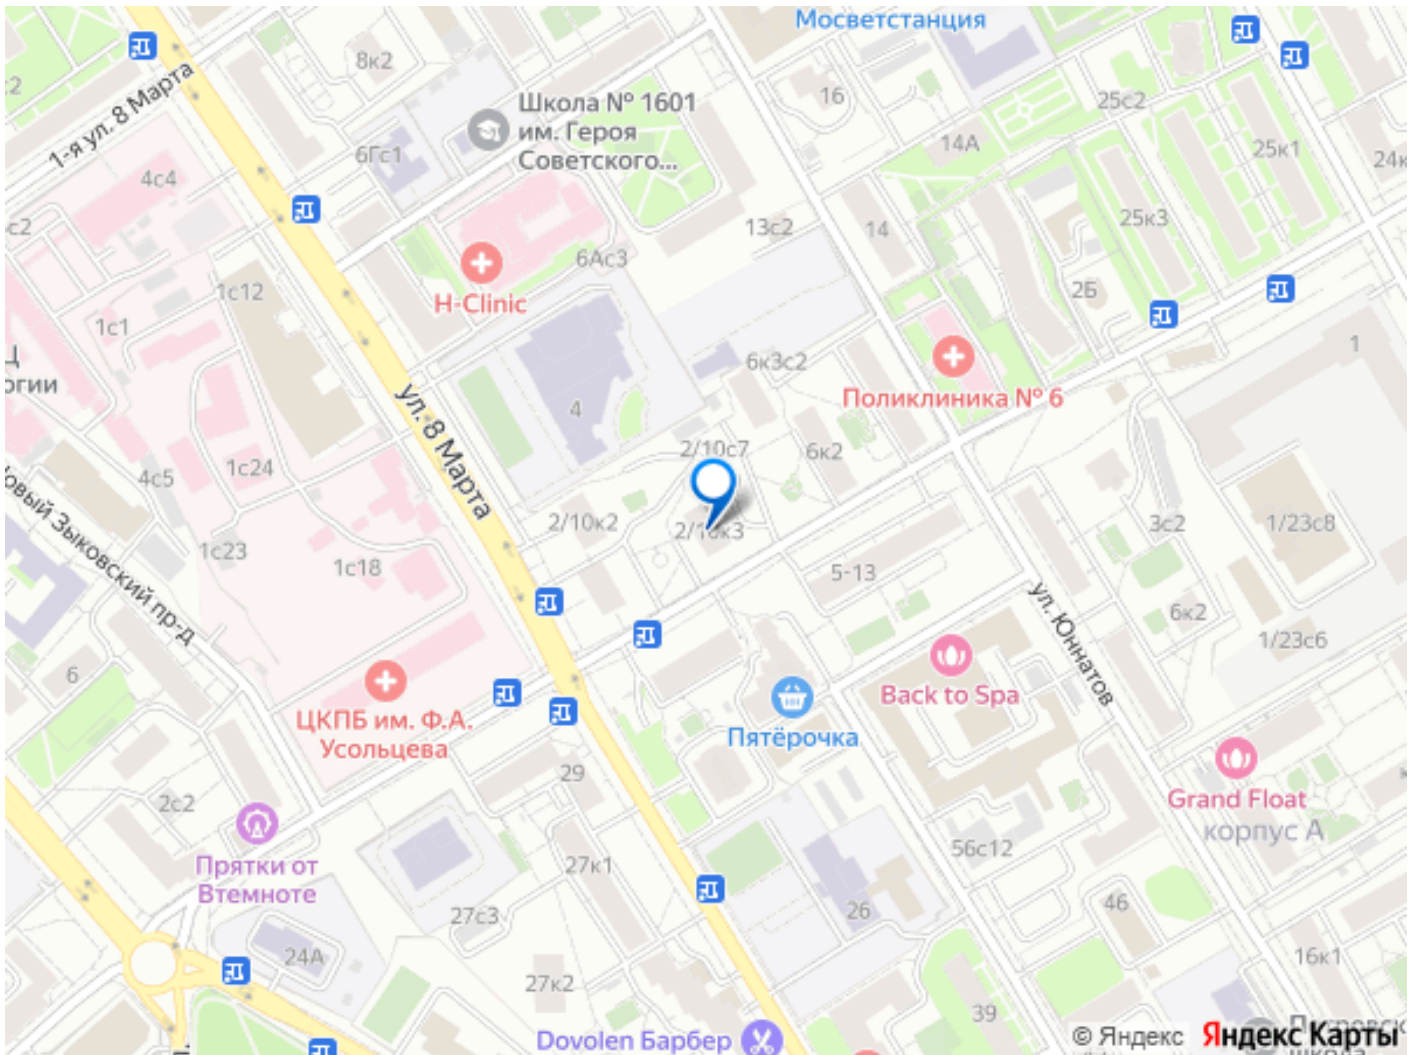 Мосветстанция
8к2
1-я ул. 8 Марта
16
25с2
Школа № 1601
им. Героя
Советского...
6Гс1
14А
25к1
4с4
25к3
13с2
14
6Ас3
H-Clinic
1с12
2Б
1с1
огии
ул. 8 Марта
4
6к3с2
Поликлиника № 6
1
2/10с7
6к2
4с5
1с24
2/10к2
2/10к3
3с2
1/23с8
овый Зыковский пр-д
1с23
1с18
5-13
ул. Юннатов
6к2
1/23с6
6
Back to Spa
ЦКПБ им. Ф.А.
Усольцева
Пятёрочка
29
2с2
Grand Float
корпус А
Прятки от
Втемноте
27к1
56с12
27с3
26
46
24А
16к1
27к2
39
Dovolen Барбер
© Яндекс Яндекс Карты